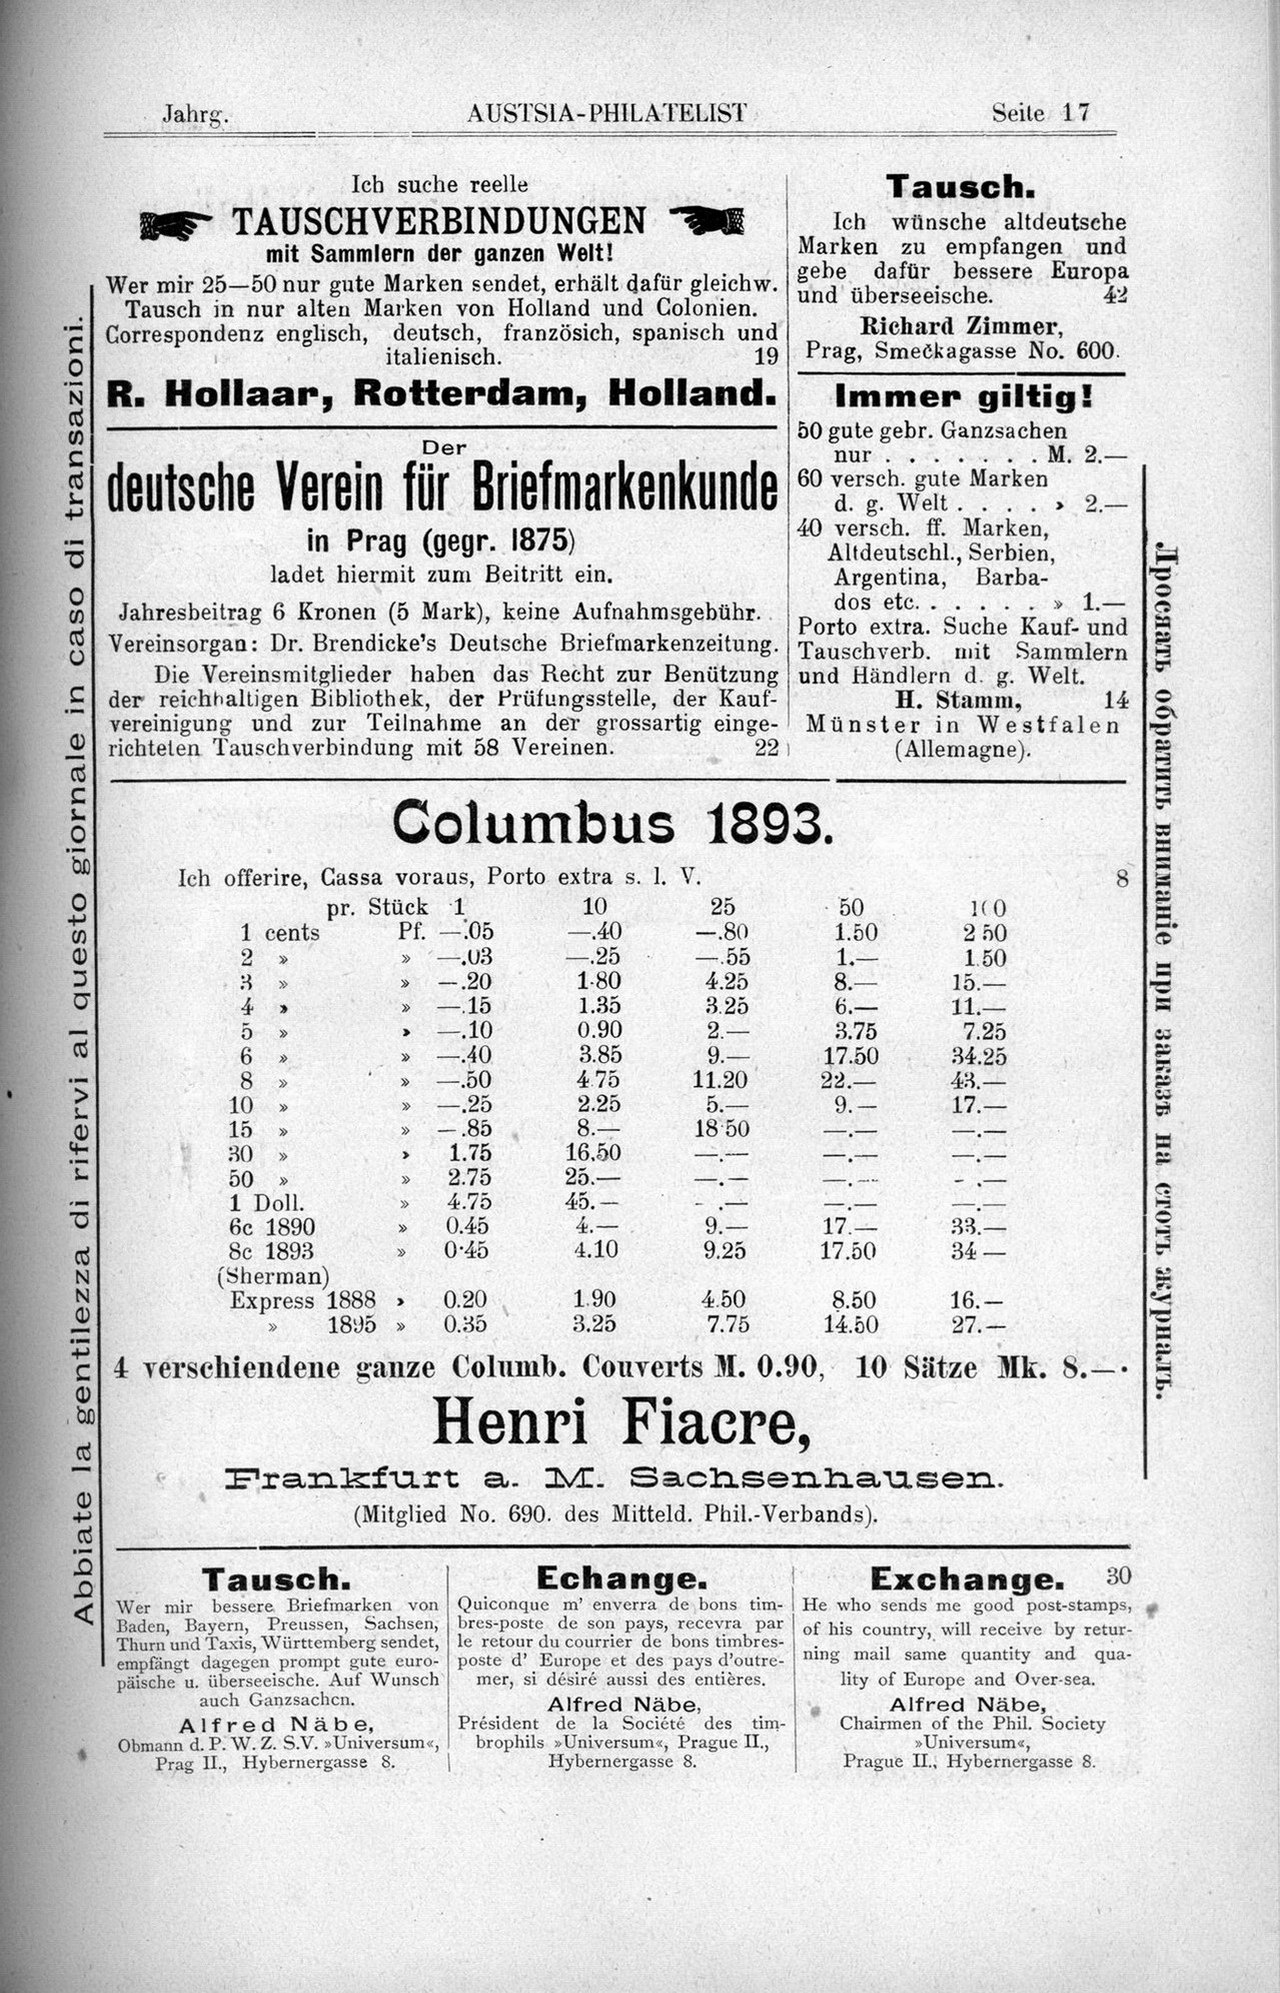 Jahrg. AUSTSIA-PHILATELIST Seite 17
Ich suche reelle
TAUSCHVERBINDUNGEN
mit Sammlern der ganzen Welt!
Wer mir 25—50 nur gute Marken sendet, erhält dafür gleichw.
Tausch in nur alten Marken von Holland und Colonien.
Correspondenz englisch, deutsch, französich, spanisch und
italienisch. 19
R. Hollaar, Rotterdam, Holland.
Der
deutsche Verein für Briefmarkenkunde
in Prag (gegr. 1875)
ladet hiermit zum Beitritt ein.
Jahresbeitrag 6 Kronen (5 Mark), keine Aufnahmsgebühr.
Vereinsorgan: Dr. Brendicke's Deutsche Briefmarkenzeitung.
Die Vereinsmitglieder haben das Recht zur Benützung
der reichhaltigen Bibliothek, der Prüfungsstelle, der Kauf-
vereinigung und zur Teilnahme an der grossartig einge-
richteten Tauschverbindung mit 58 Vereinen. 22
Tausch.
Ich wünsche altdeutsche
Marken zu empfangen und
gebe dafür bessere Europa
und überseeische. 42
Richard Zimmer,
Prag, Smečkagasse No. 600.
Immer giltig!
50 gute gebr. Ganzsachen
nur . . . . . . . M. 2.—
60 versch. gute Marken
d. g. Welt . . . . » 2.—
40 versch. ff. Marken,
Altdeutschl., Serbien,
Argentina, Barba-
dos etc. . . . . . . » 1.—
Porto extra. Suche Kauf- und
Tauschverb. mit Sammlern
und Händlern d. g. Welt.
H. Stamm, 14
Münster in Westfalen
(Allemagne).
Columbus 1893.
Ich offerire, Cassa voraus, Porto extra s. l. V. 8
pr. Stück 1 10 25 50 100
1 cents Pf. —.05 —.40 —.80 1.50 2 50
2 » » —.03 —.25 —.55 1.— 1.50
3 » » —.20 1·80 4.25 8.— 15.—
4 » » —.15 1.35 3.25 6.— 11.—
5 » » —.10 0.90 2.— 3.75 7.25
6 » » —.40 3.85 9.— 17.50 34.25
8 » » —.50 4.75 11.20 22.— 43.—
10 » » —.25 2.25 5.— 9.— 17.—
15 » » —.85 8.— 18·50 —.— —.—
30 » » 1.75 16.50 —.— —.— —.—
50 » » 2.75 25.— —.— —.— —.—
1 Doll. » 4.75 45.— —.— —.— —.—
6c 1890 » 0.45 4.— 9.— 17.— 33.—
8c 1893 » 0·45 4.10 9.25 17.50 34 —
(Sherman)
Express 1888 » 0.20 1.90 4.50 8.50 16.—
» 1895 » 0.35 3.25 7.75 14.50 27.—
4 verschiendene ganze Columb. Couverts M. 0.90, 10 Sätze Mk. 8.—·
Henri Fiacre,
Frankfurt a. M. Sachsenhausen.
(Mitglied No. 690. des Mitteld. Phil.-Verbands).
Tausch.
Wer mir bessere Briefmarken von
Baden, Bayern, Preussen, Sachsen,
Thurn und Taxis, Württemberg sendet,
empfängt dagegen prompt gute euro-
päische u. überseeische. Auf Wunsch
auch Ganzsachen.
Alfred Näbe,
Obmann d. P. W. Z. S.V. »Universum«,
Prag II., Hybernergasse 8.
Echange.
Quiconque m' enverra de bons tim-
bres-poste de son pays, recevra par
le retour du courrier de bons timbres-
poste d' Europe et des pays d'outre-
mer, si désiré aussi des entières.
Alfred Näbe,
Président de la Société des tim-
brophils »Universum«, Prague II.,
Hybernergasse 8.
Exchange. 30
He who sends me good post-stamps,
of his country, will receive by retur-
ning mail same quantity and qua-
lity of Europe and Over-sea.
Alfred Näbe,
Chairmen of the Phil. Society
»Universum«,
Prague II., Hybernergasse 8.
Abbiate la gentilezza di rifervi al questo giornale in caso di transazioni.
Просятъ обратить вниманіе при заказѣ на стотъ журналъ.